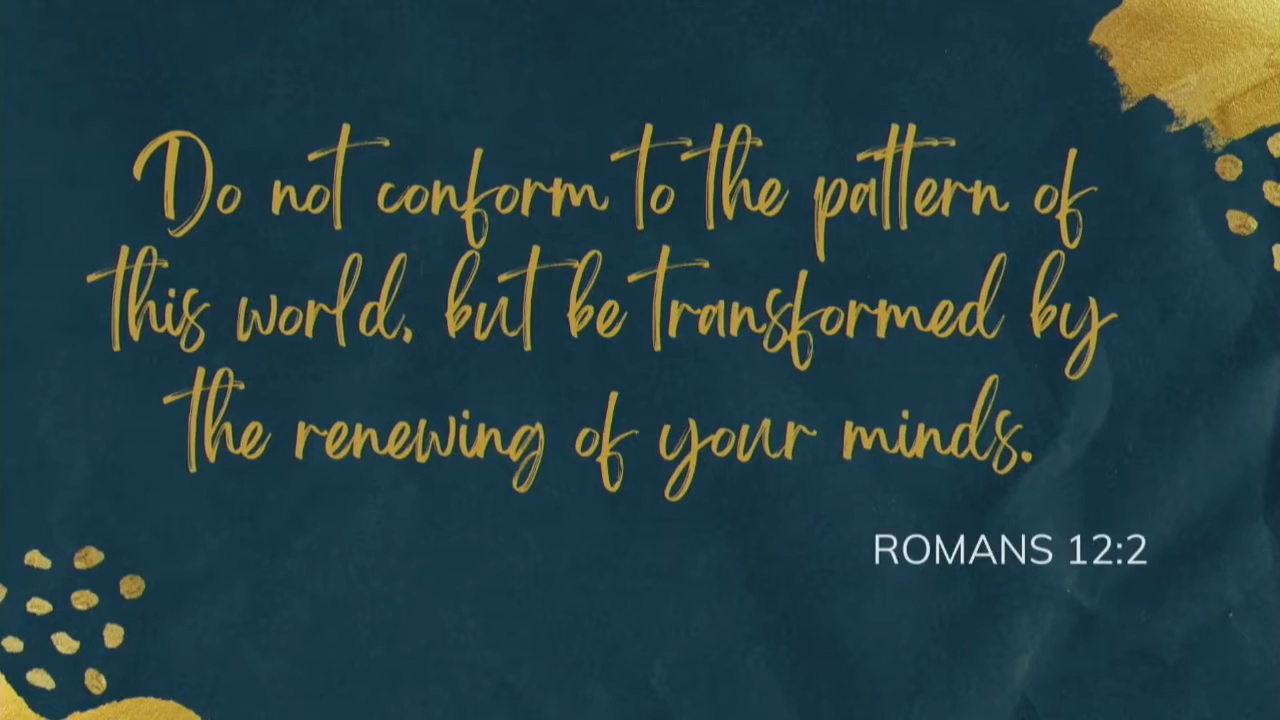 Do not conform to the pattern of
this world, but be transformed by
the renewing of your minds.
ROMANS 12:2